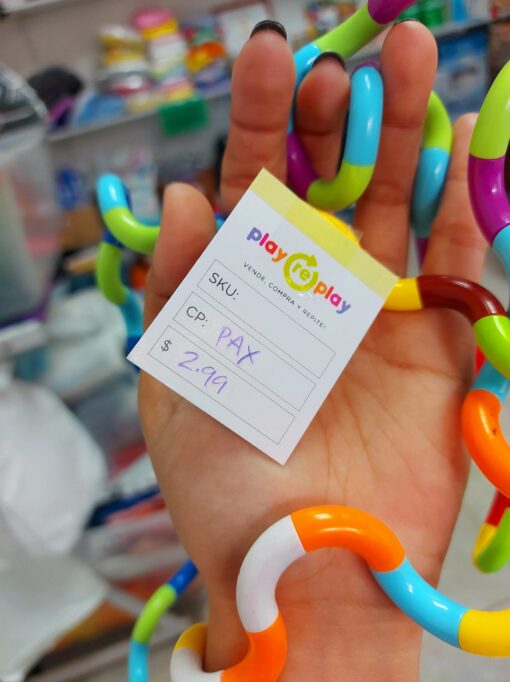 play re play
VENDE, COMPRA Y REPITE!
SKU:
CP: PAX
$ 2.99